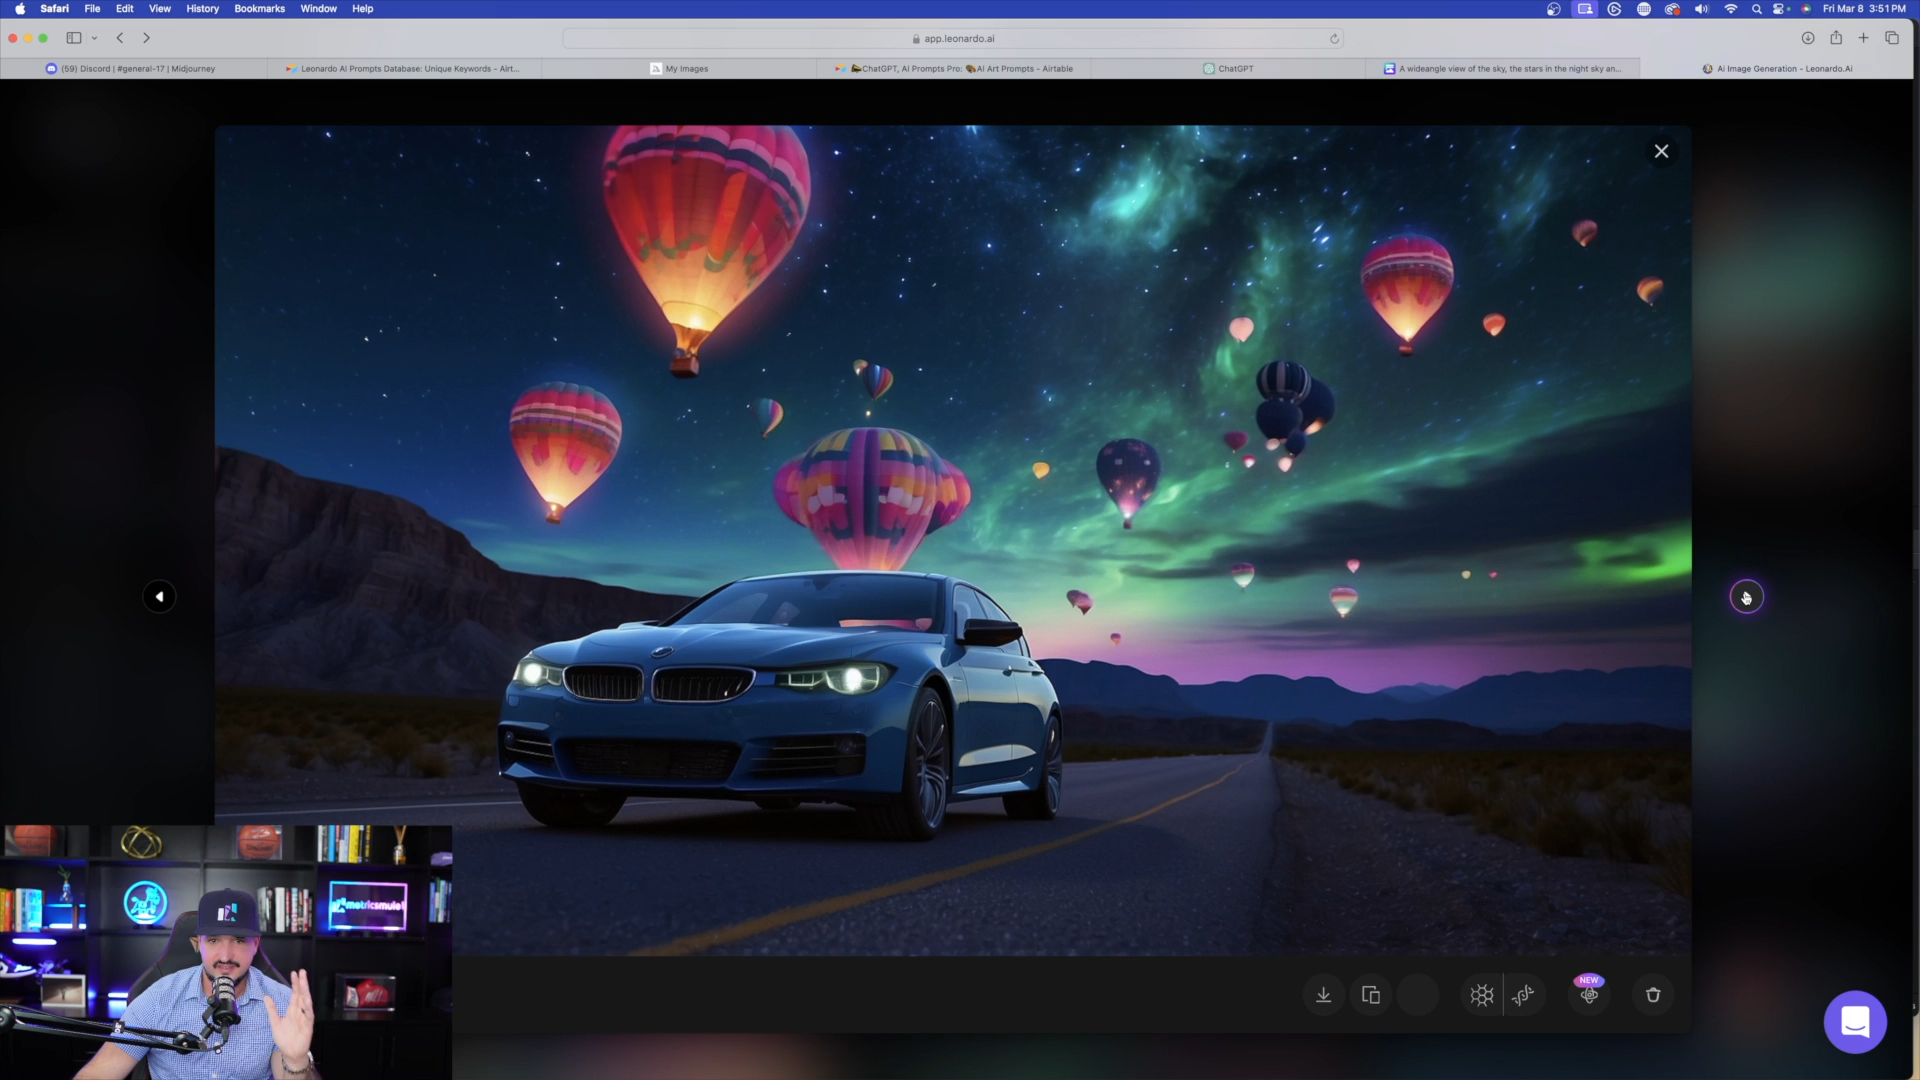 Safari File Edit View History Bookmarks Window Help
Fri Mar 8 3:51 PM
app.leonardo.ai
(59) Discord | #general-17 | Midjourney
Leonardo AI Prompts Database: Unique Keywords - Airt...
My Images
ChatGPT, AI Prompts Pro: AI Art Prompts - Airtable
ChatGPT
A wideangle view of the sky, the stars in the night sky an...
Ai Image Generation - Leonardo.Ai
metricsmule
NEW